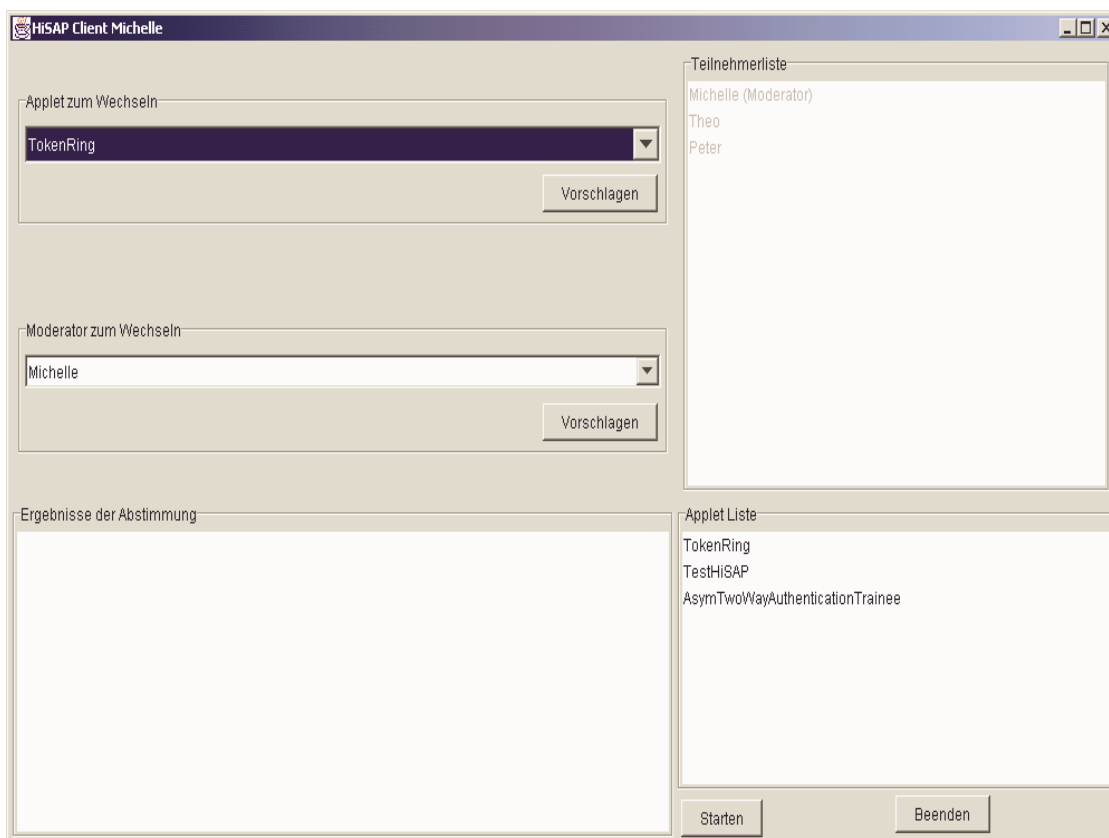 HiSAP Client Michelle
Applet zum Wechseln
TokenRing
Vorschlagen
Moderator zum Wechseln
Michelle
Vorschlagen
Teilnehmerliste
Michelle (Moderator)
Theo
Peter
Ergebnisse der Abstimmung
Applet Liste
TokenRing
TestHiSAP
AsymTwoWayAuthenticationTrainee
Starten
Beenden